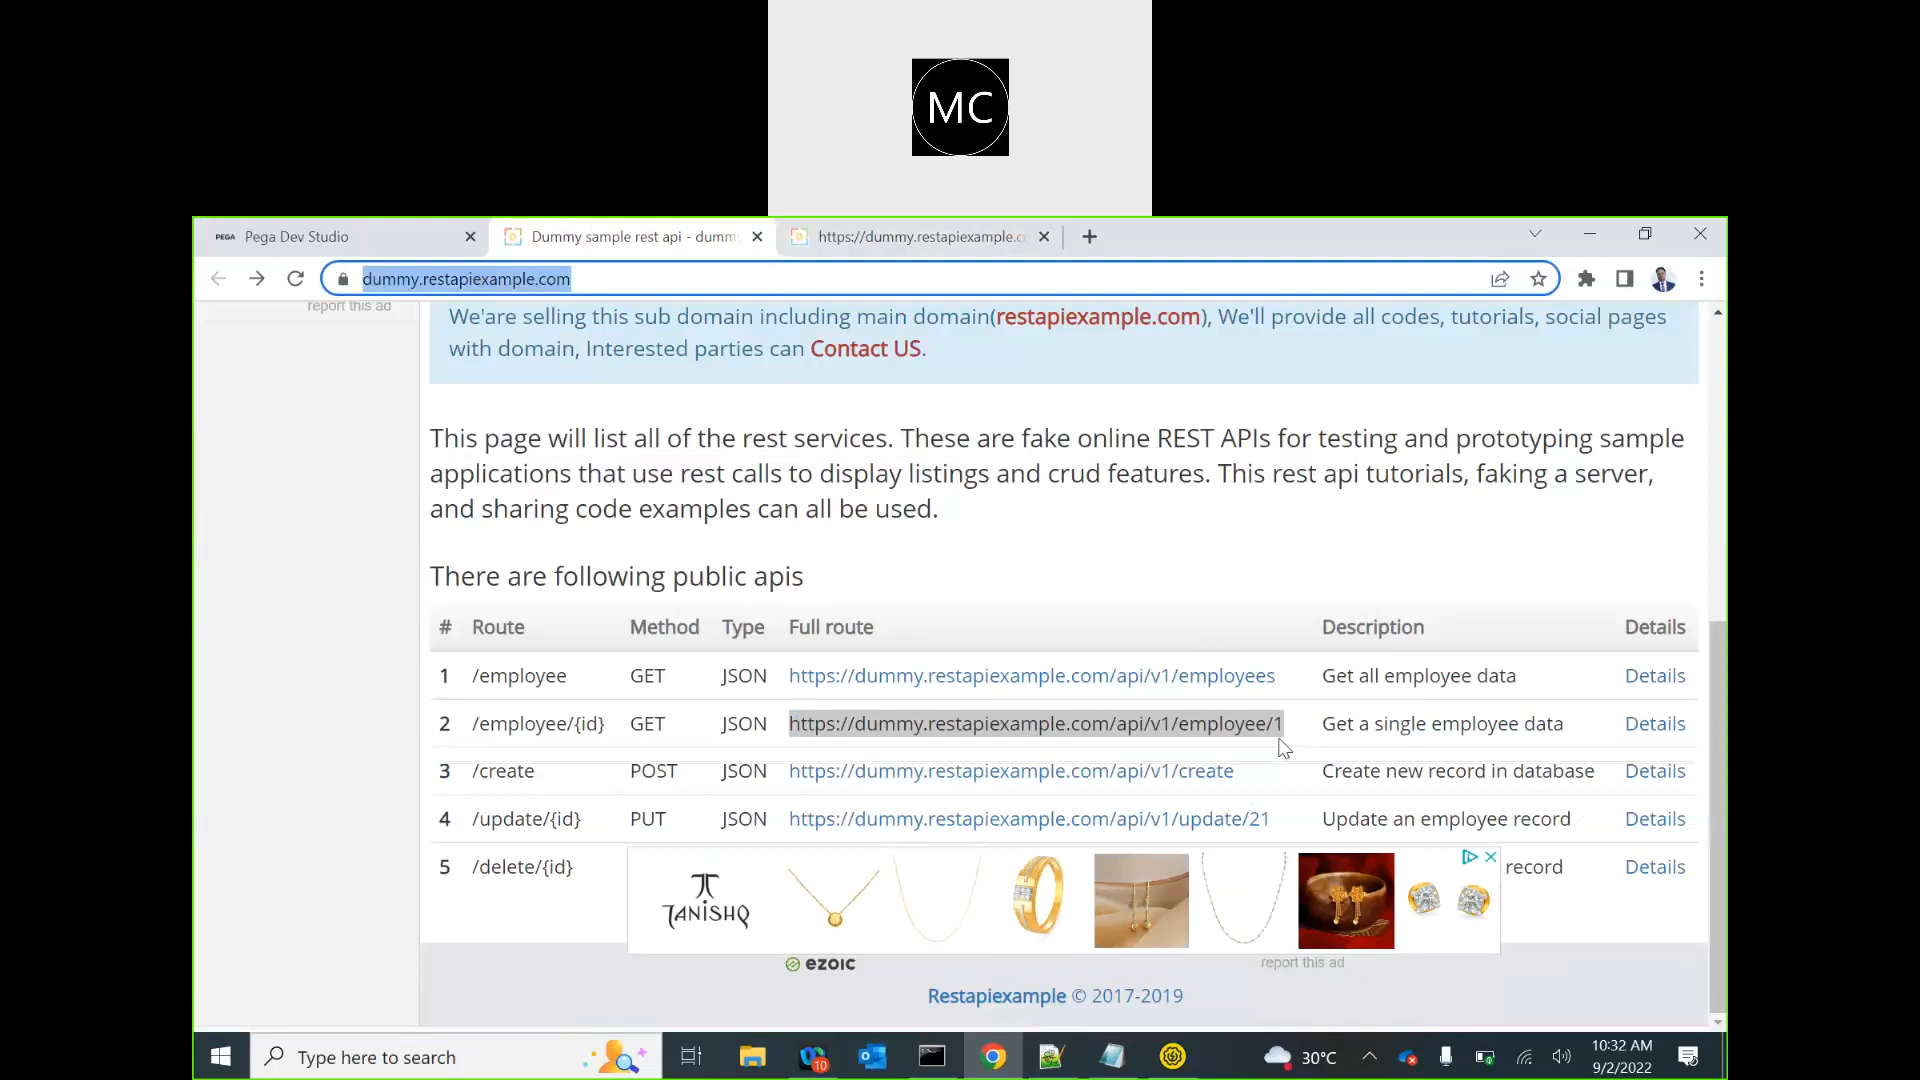 MC
PEGA Pega Dev Studio
Dummy sample rest api - dumm
https://dummy.restapiexample.c
dummy.restapiexample.com
report this ad
We'are selling this sub domain including main domain(restapiexample.com), We'll provide all codes, tutorials, social pages
with domain, Interested parties can Contact US.
This page will list all of the rest services. These are fake online REST APIs for testing and prototyping sample
applications that use rest calls to display listings and crud features. This rest api tutorials, faking a server,
and sharing code examples can all be used.
There are following public apis
# Route Method Type Full route Description Details
1 /employee GET JSON https://dummy.restapiexample.com/api/v1/employees Get all employee data Details
2 /employee/{id} GET JSON https://dummy.restapiexample.com/api/v1/employee/1 Get a single employee data Details
3 /create POST JSON https://dummy.restapiexample.com/api/v1/create Create new record in database Details
4 /update/{id} PUT JSON https://dummy.restapiexample.com/api/v1/update/21 Update an employee record Details
5 /delete/{id} record Details
TANISHQ
ezoic report this ad
Restapiexample © 2017-2019
Type here to search
10
30°C
10:32 AM
9/2/2022